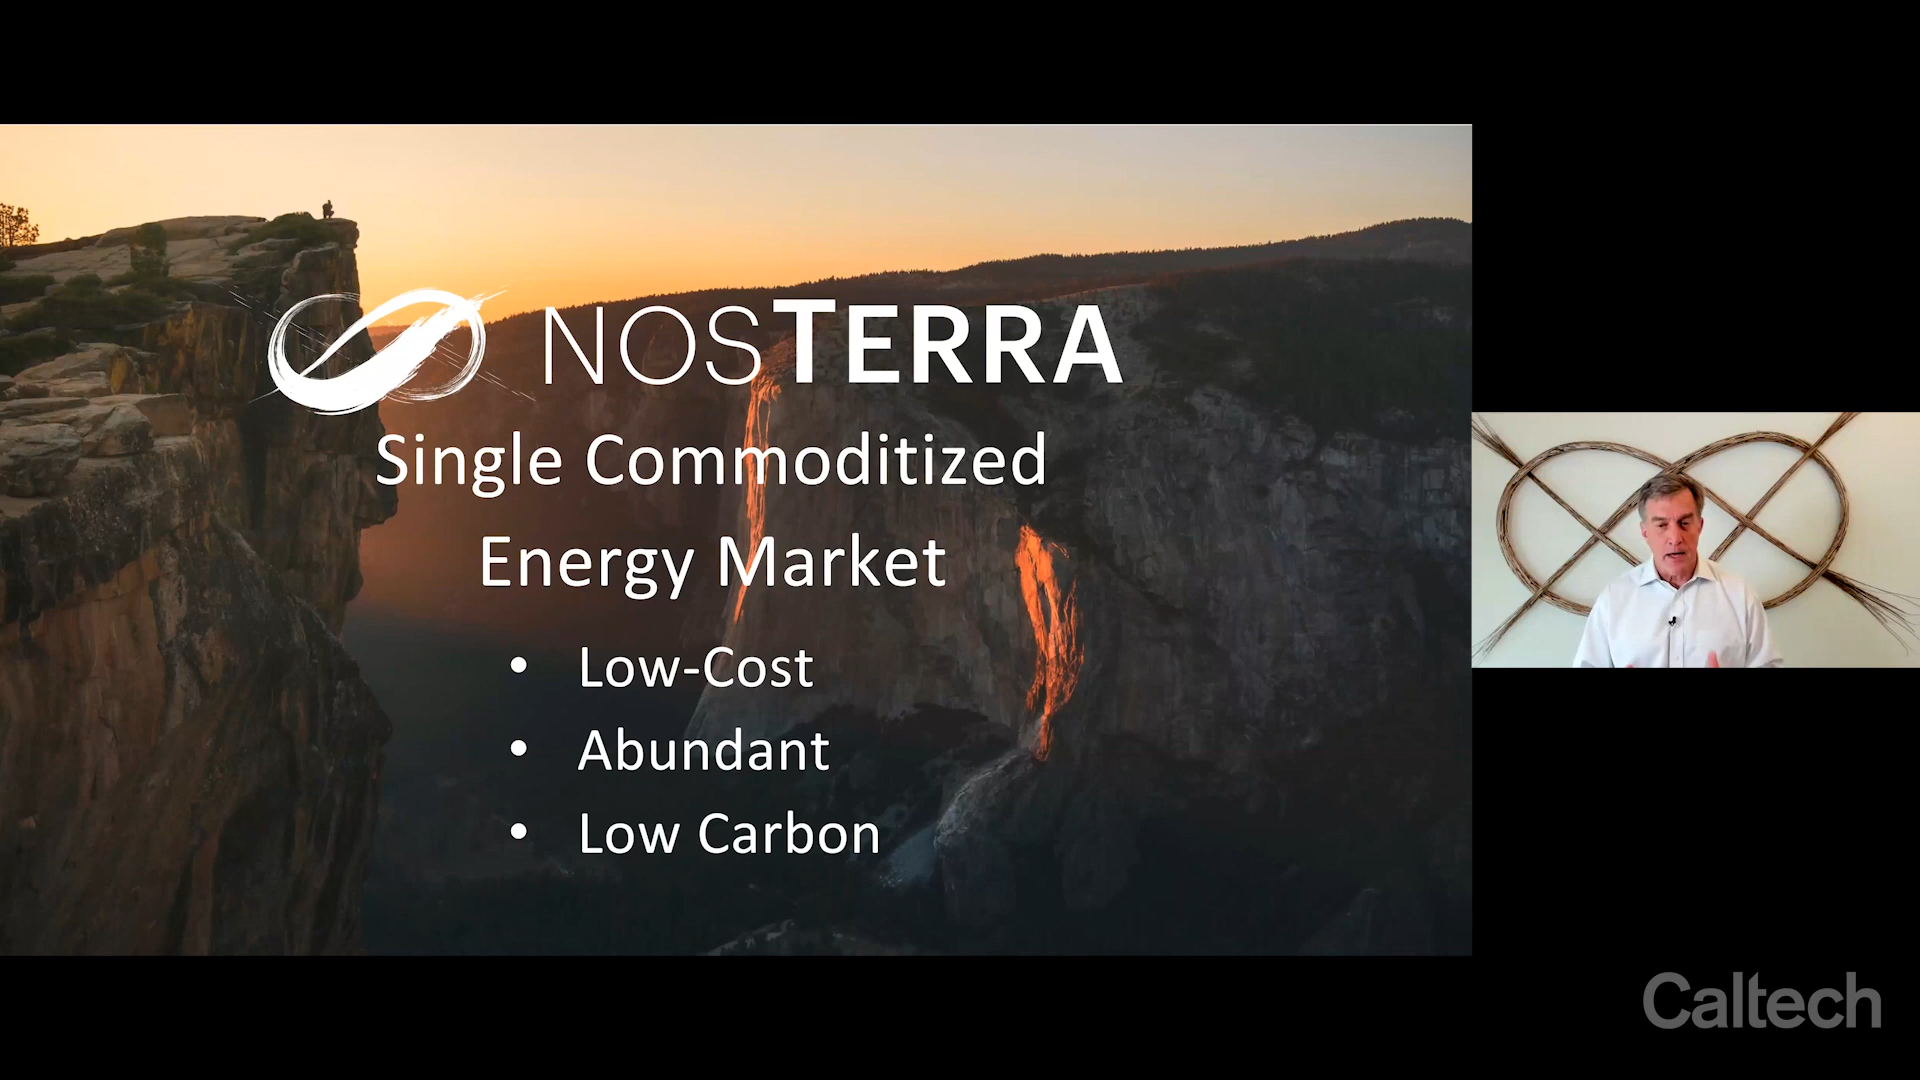 NOSTERRA
Single Commoditized
Energy Market
• Low-Cost
• Abundant
• Low Carbon
Caltech